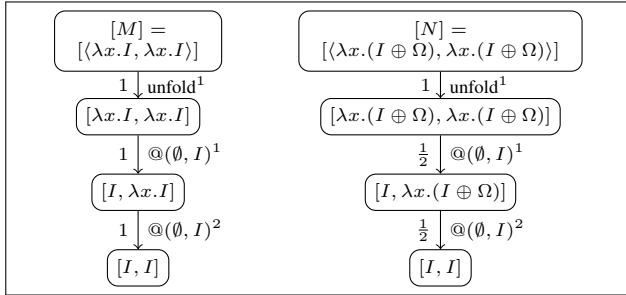 [M] =
[⟨λx.I, λx.I⟩]
1 unfold¹
[λx.I, λx.I]
1 @(∅, I)¹
[I, λx.I]
1 @(∅, I)²
[I, I]
[N] =
[⟨λx.(I ⊕ Ω), λx.(I ⊕ Ω)⟩]
1 unfold¹
[λx.(I ⊕ Ω), λx.(I ⊕ Ω)]
½ @(∅, I)¹
[I, λx.(I ⊕ Ω)]
½ @(∅, I)²
[I, I]